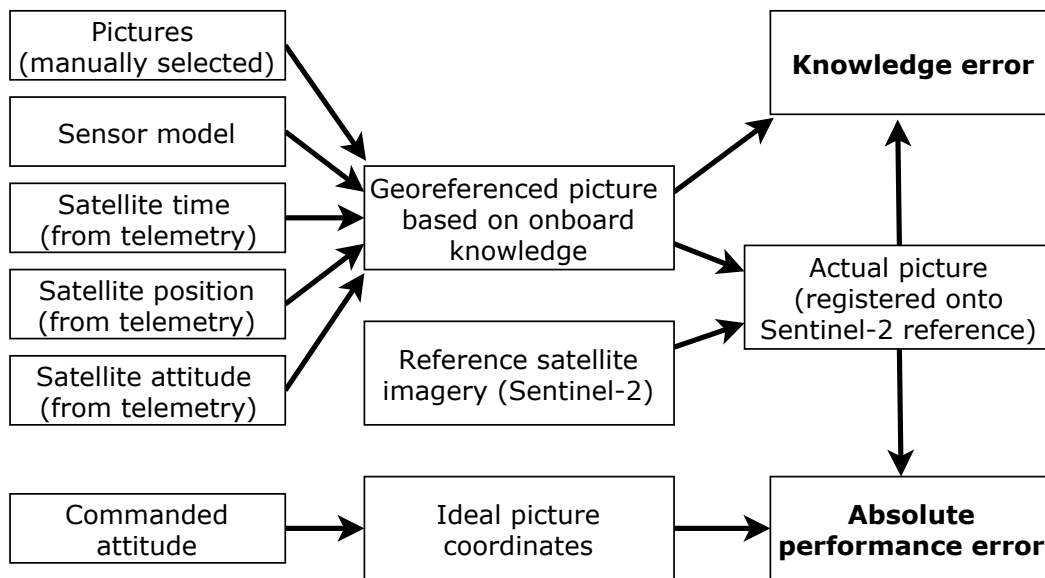 Pictures
(manually selected)
Sensor model
Satellite time
(from telemetry)
Satellite position
(from telemetry)
Satellite attitude
(from telemetry)
Commanded
attitude
Georeferenced picture
based on onboard
knowledge
Reference satellite
imagery (Sentinel-2)
Ideal picture
coordinates
Knowledge error
Actual picture
(registered onto
Sentinel-2 reference)
Absolute
performance error